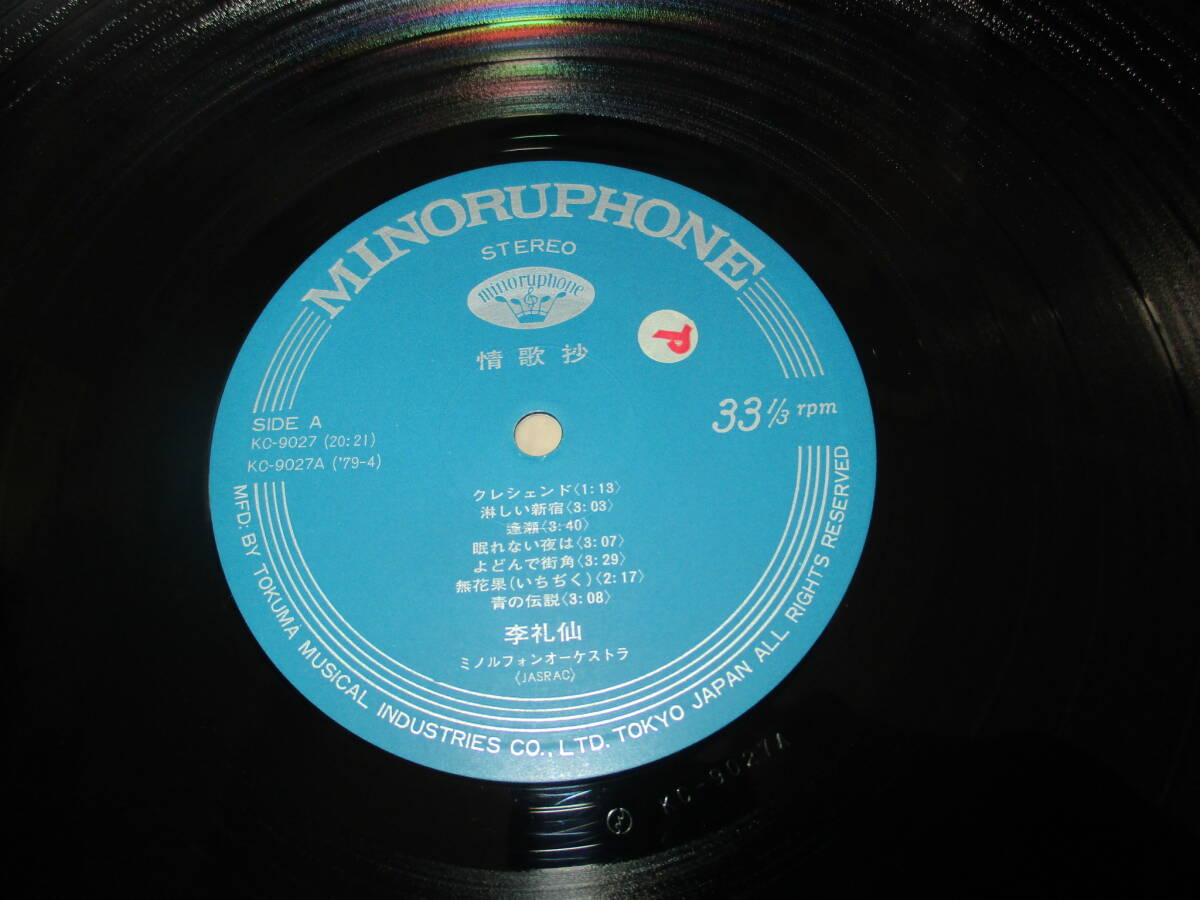 MINORUPHONE
STEREO
minoruphone
情歌抄
P
33 1/3 rpm
SIDE A
KC-9027 (20:21)
KC-9027A ('79-4)
クレシェンド〈1:13〉
淋しい新宿〈3:03〉
逢瀬〈3:40〉
眠れない夜は〈3:07〉
よどんで街角〈3:29〉
無花果(いちぢく)〈2:17〉
青の伝説〈3:08〉
李礼仙
ミノルフォンオーケストラ
〈JASRAC〉
MFD: BY TOKUMA MUSICAL INDUSTRIES CO., LTD. TOKYO JAPAN ALL RIGHTS RESERVED
KC-9027A